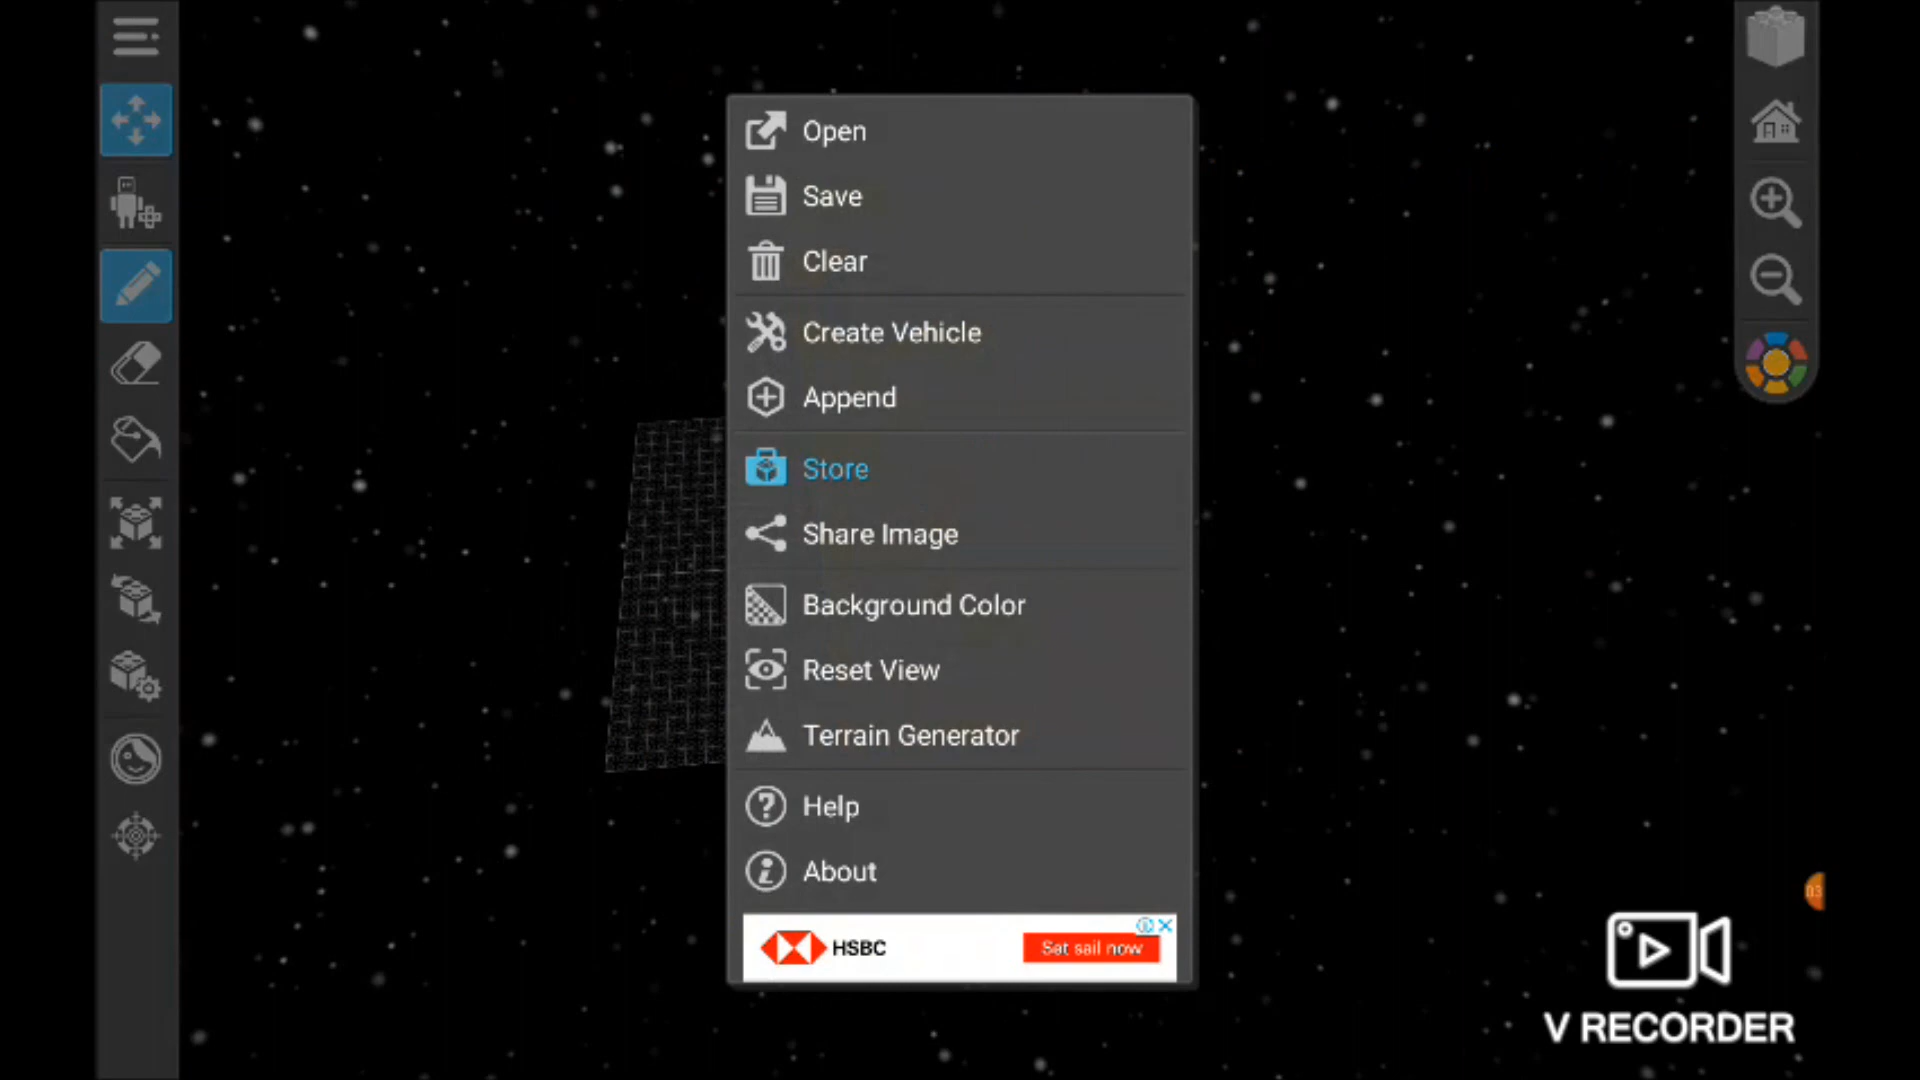 Open
Save
Clear
Create Vehicle
Append
Store
Share Image
Background Color
Reset View
Terrain Generator
Help
About
HSBC
Set sail now
03
V RECORDER